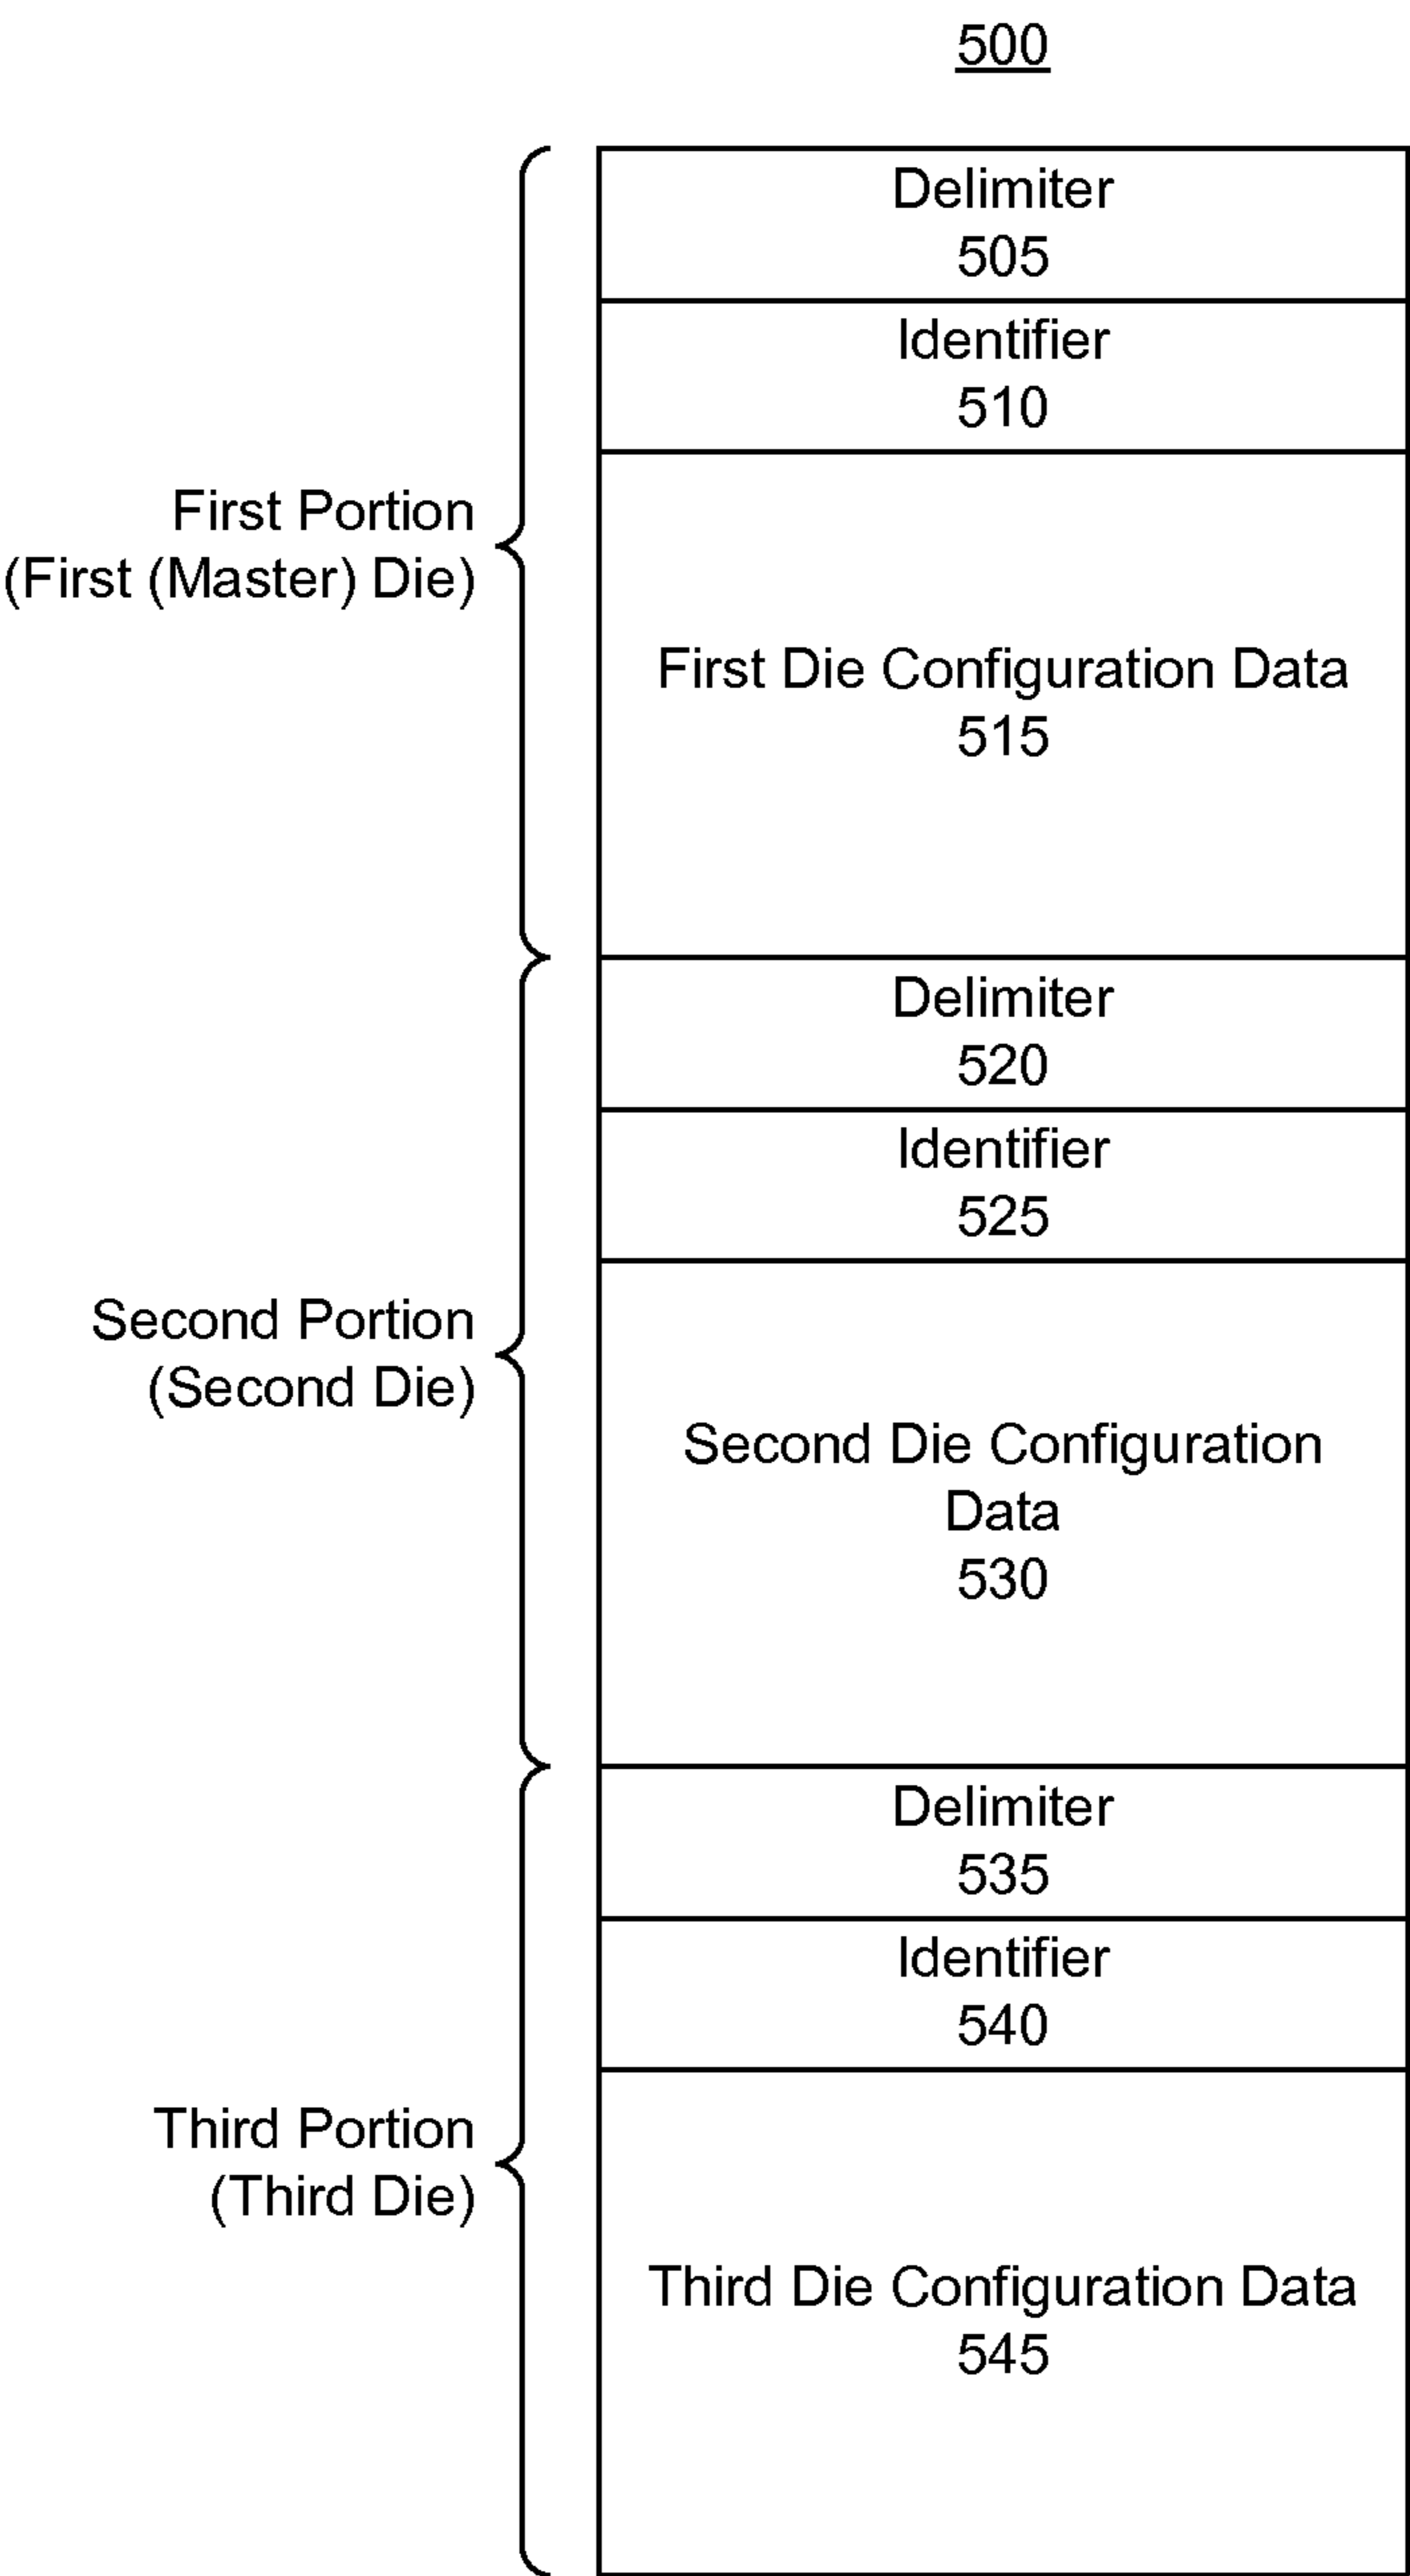 500
Delimiter
505
Identifier
510
First Portion
(First (Master) Die)
First Die Configuration Data
515
Delimiter
520
Identifier
525
Second Portion
(Second Die)
Second Die Configuration
Data
530
Delimiter
535
Identifier
540
Third Portion
(Third Die)
Third Die Configuration Data
545